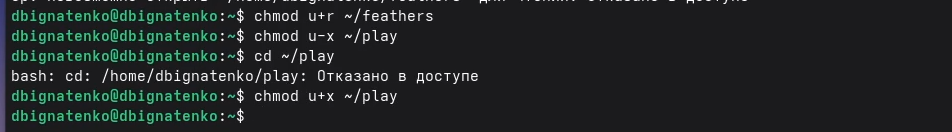 dbignatenko@dbignatenko:~$ chmod u+r ~/feathers
dbignatenko@dbignatenko:~$ chmod u-x ~/play
dbignatenko@dbignatenko:~$ cd ~/play
bash: cd: /home/dbignatenko/play: Отказано в доступе
dbignatenko@dbignatenko:~$ chmod u+x ~/play
dbignatenko@dbignatenko:~$